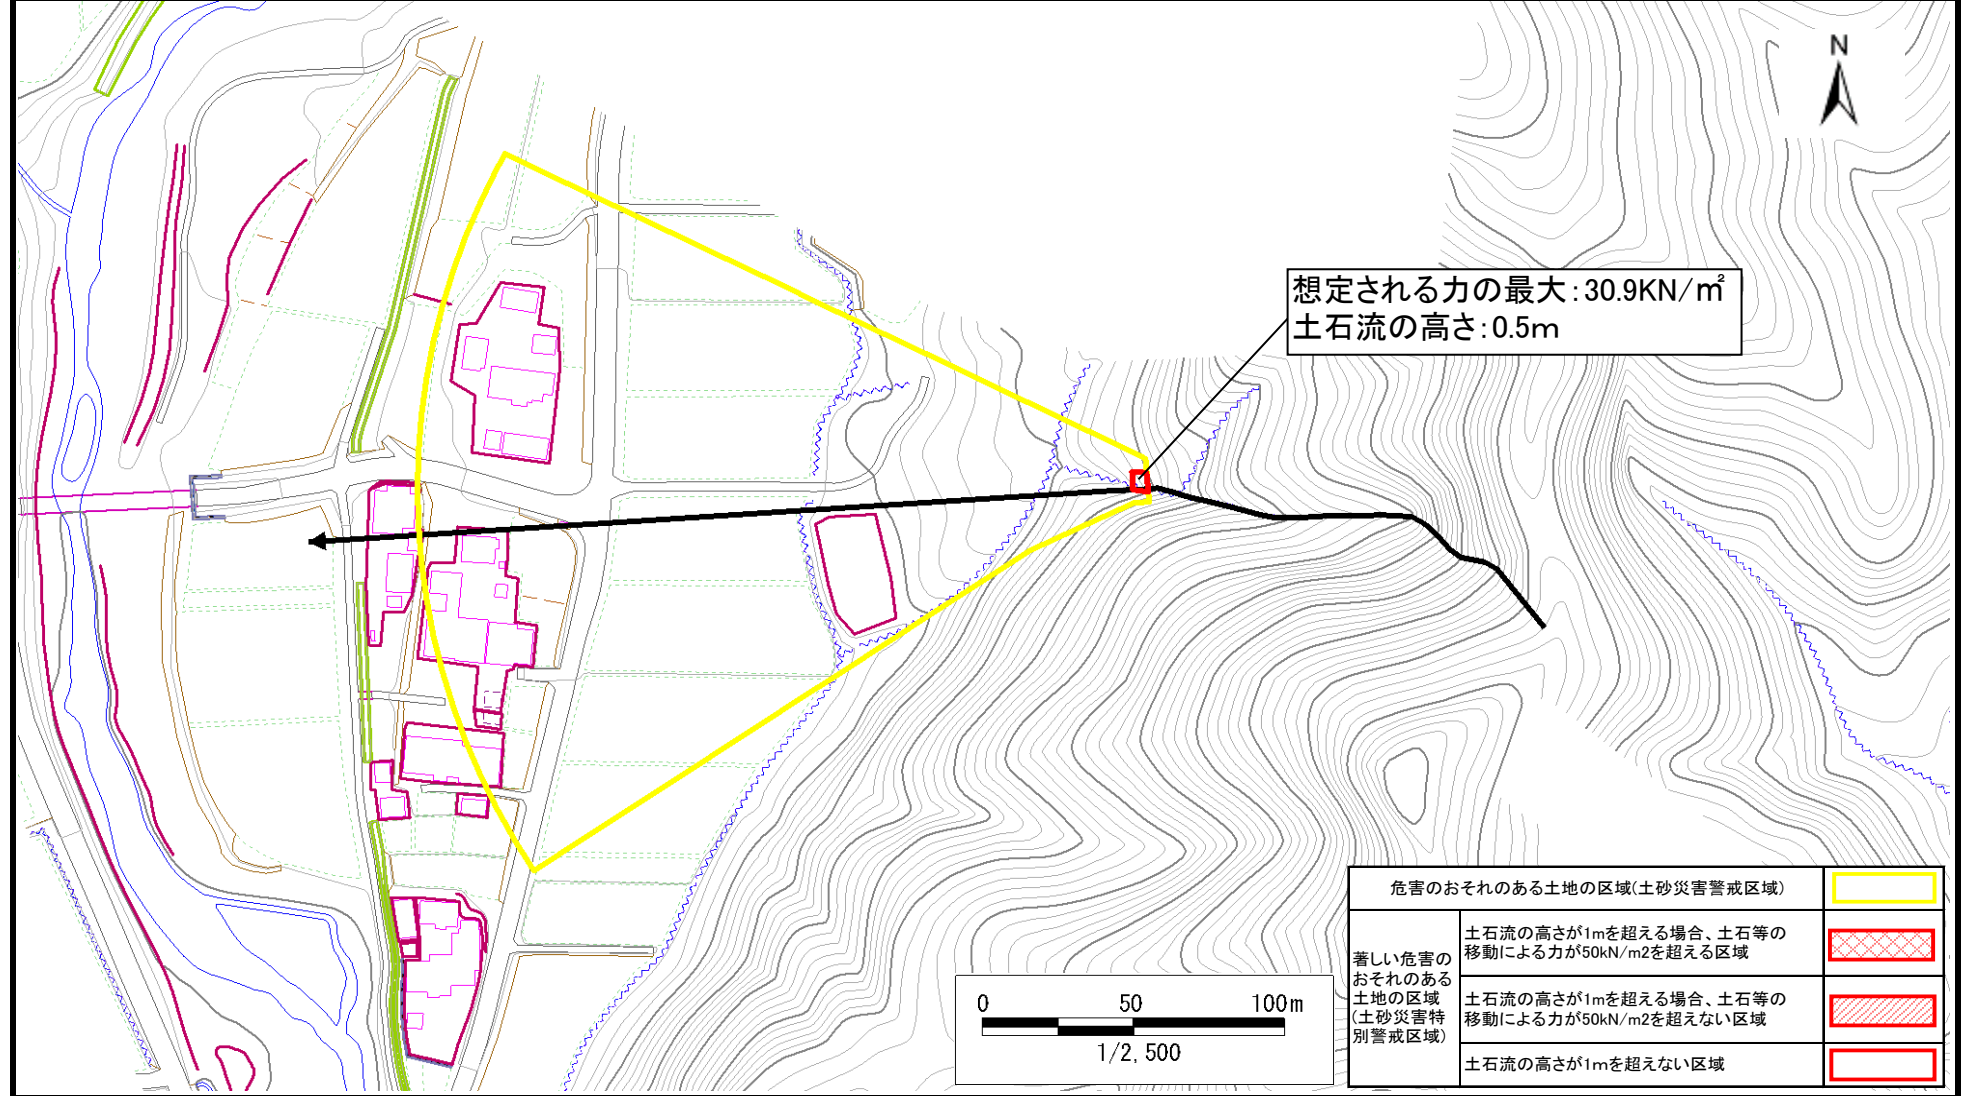 N
想定される力の最大：30.9KN/㎡
土石流の高さ：0.5m
0 50 100m
1/2,500
危害のおそれのある土地の区域(土砂災害警戒区域)
著しい危害の
おそれのある
土地の区域
(土砂災害特
別警戒区域)
土石流の高さが1mを超える場合、土石等の
移動による力が50kN/m2を超える区域
土石流の高さが1mを超える場合、土石等の
移動による力が50kN/m2を超えない区域
土石流の高さが1mを超えない区域